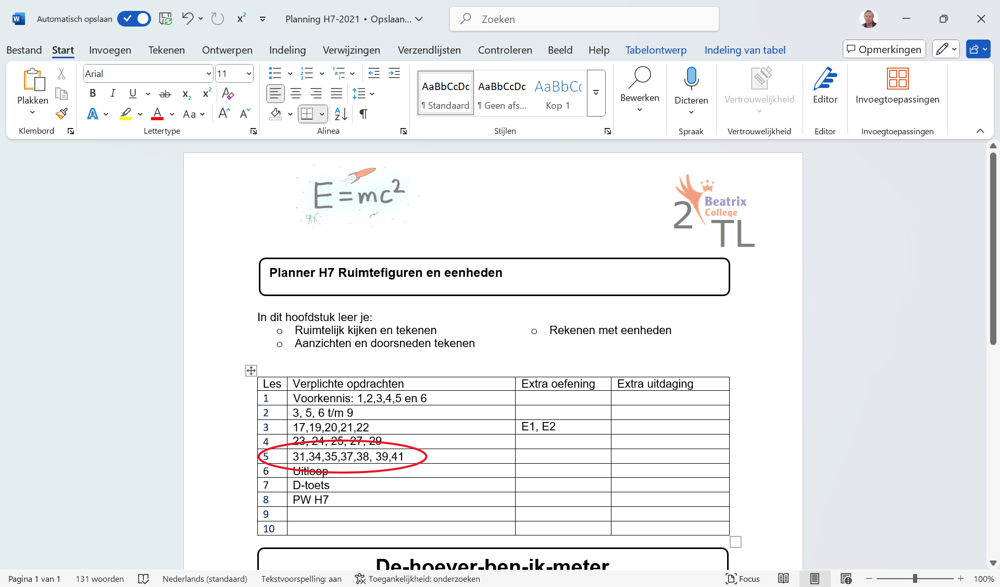 Automatisch opslaan
Planning H7-2021 • Opslaan...
Zoeken
Bestand Start Invoegen Tekenen Ontwerpen Indeling Verwijzingen Verzendlijsten Controleren Beeld Help Tabelontwerp Indeling van tabel Opmerkingen
Plakken
Klembord
Arial 11
Lettertype
Alinea
AaBbCcDc AaBbCcDc AaBbCc
¶ Standaard ¶ Geen afs... Kop 1
Stijlen
Bewerken
Dicteren
Spraak
Vertrouwelijkheid
Vertrouwelijkheid
Editor
Editor
Invoegtoepassingen
Invoegtoepassingen
E=mc²
Beatrix
College
2
TL
Planner H7 Ruimtefiguren en eenheden
In dit hoofdstuk leer je:
o Ruimtelijk kijken en tekenen
o Aanzichten en doorsneden tekenen
o Rekenen met eenheden
Les Verplichte opdrachten Extra oefening Extra uitdaging
1 Voorkennis: 1,2,3,4,5 en 6
2 3, 5, 6 t/m 9
3 17,19,20,21,22 E1, E2
4 23, 24, 25, 27, 29
5 31,34,35,37,38, 39,41
6 Uitloop
7 D-toets
8 PW H7
9
10
De-hoever-ben-ik-meter
Pagina 1 van 1 131 woorden Nederlands (standaard) Tekstvoorspelling: aan Toegankelijkheid: onderzoeken Focus 100%